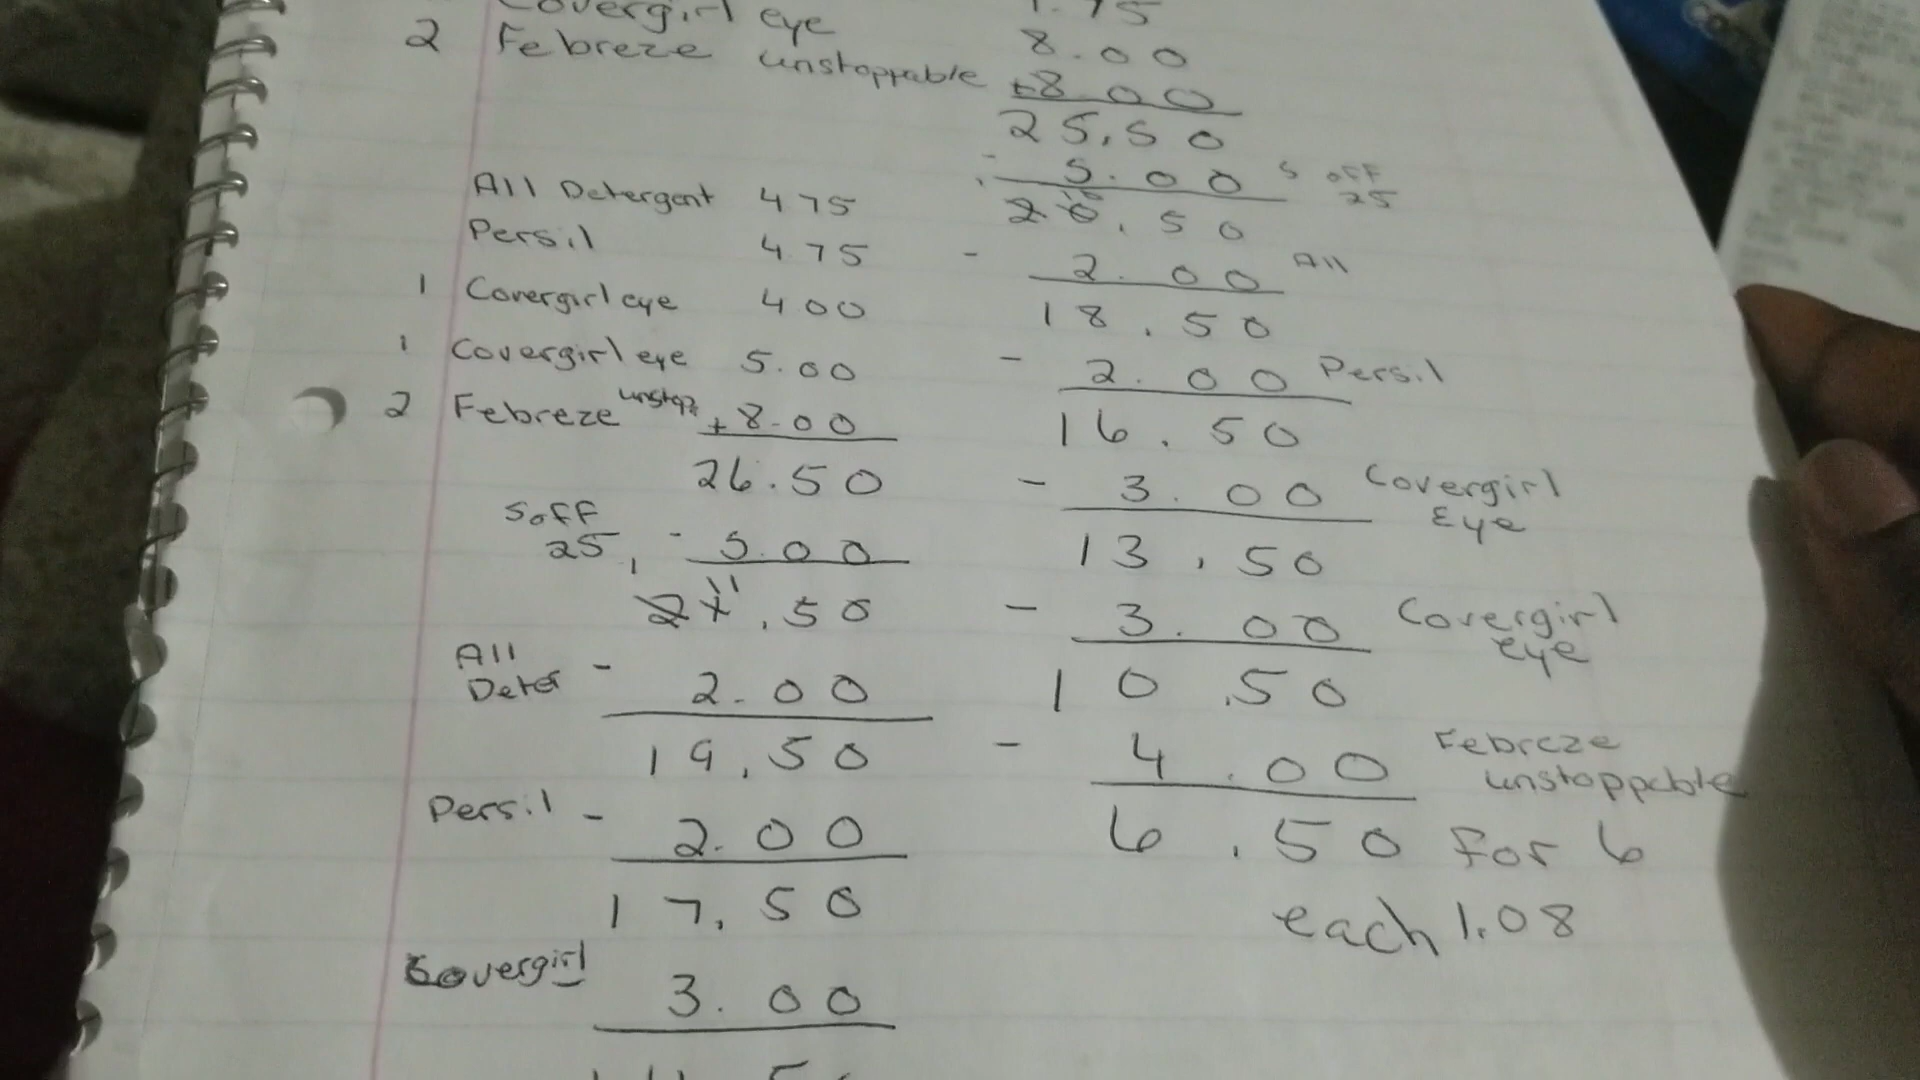 Covergirl eye 1.75
2 Febreze unstoppable 8.00
+8 00
25.50
- 5.00 5 off 25
20.50
- 2.00 All
18.50
- 2.00 Persil
16.50
- 3.00 Covergirl Eye
13.50
- 3.00 Covergirl eye
10.50
- 4.00 Febreze unstoppable
6.50 for 6
each 1.08
All Detergent 4 75
Persil 4 75
1 Covergirl eye 4 00
1 Covergirl eye 5.00
2 Febreze unstop +8.00
26.50
5 off 25 - 5.00
21.50
All Deter - 2.00
19.50
Persil - 2.00
17.50
Covergirl 3.00